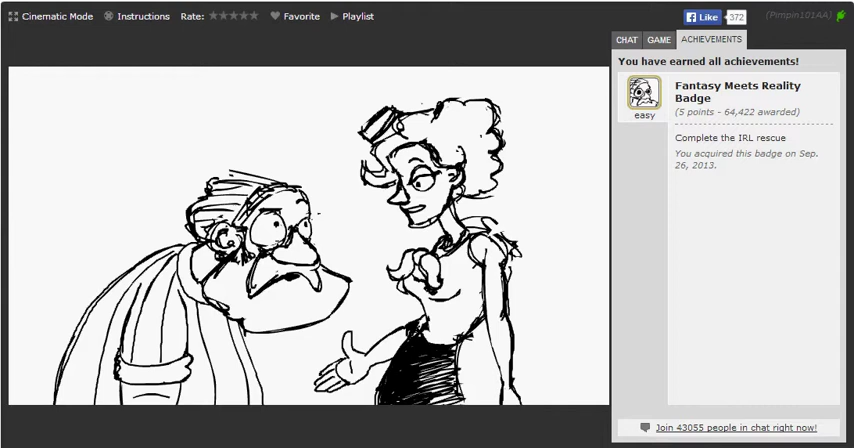 Cinematic Mode Instructions Rate: Favorite Playlist Like 372 (Pimpin101AA)
CHAT GAME ACHIEVEMENTS
You have earned all achievements!
Fantasy Meets Reality
Badge
(5 points - 64,422 awarded)
easy
Complete the IRL rescue
You acquired this badge on Sep.
26, 2013.
Join 43055 people in chat right now!